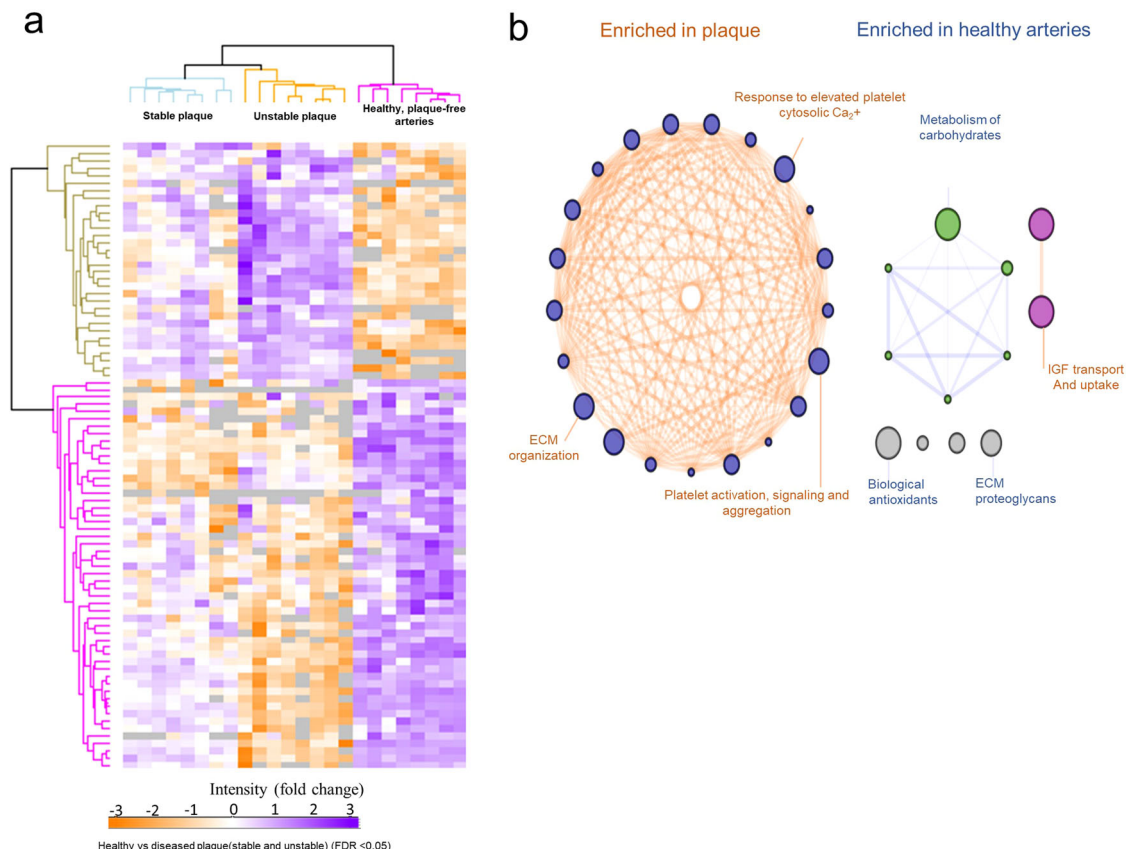 a
Stable plaque
Unstable plaque
Healthy, plaque-free
arteries
Intensity (fold change)
-3 -2 -1 0 1 2 3
Healthy vs diseased plaque(stable and unstable) (FDR <0.05)
b
Enriched in plaque
Enriched in healthy arteries
Response to elevated platelet
cytosolic Ca₂+
Metabolism of
carbohydrates
IGF transport
And uptake
ECM
organization
Platelet activation, signaling and
aggregation
Biological
antioxidants
ECM
proteoglycans